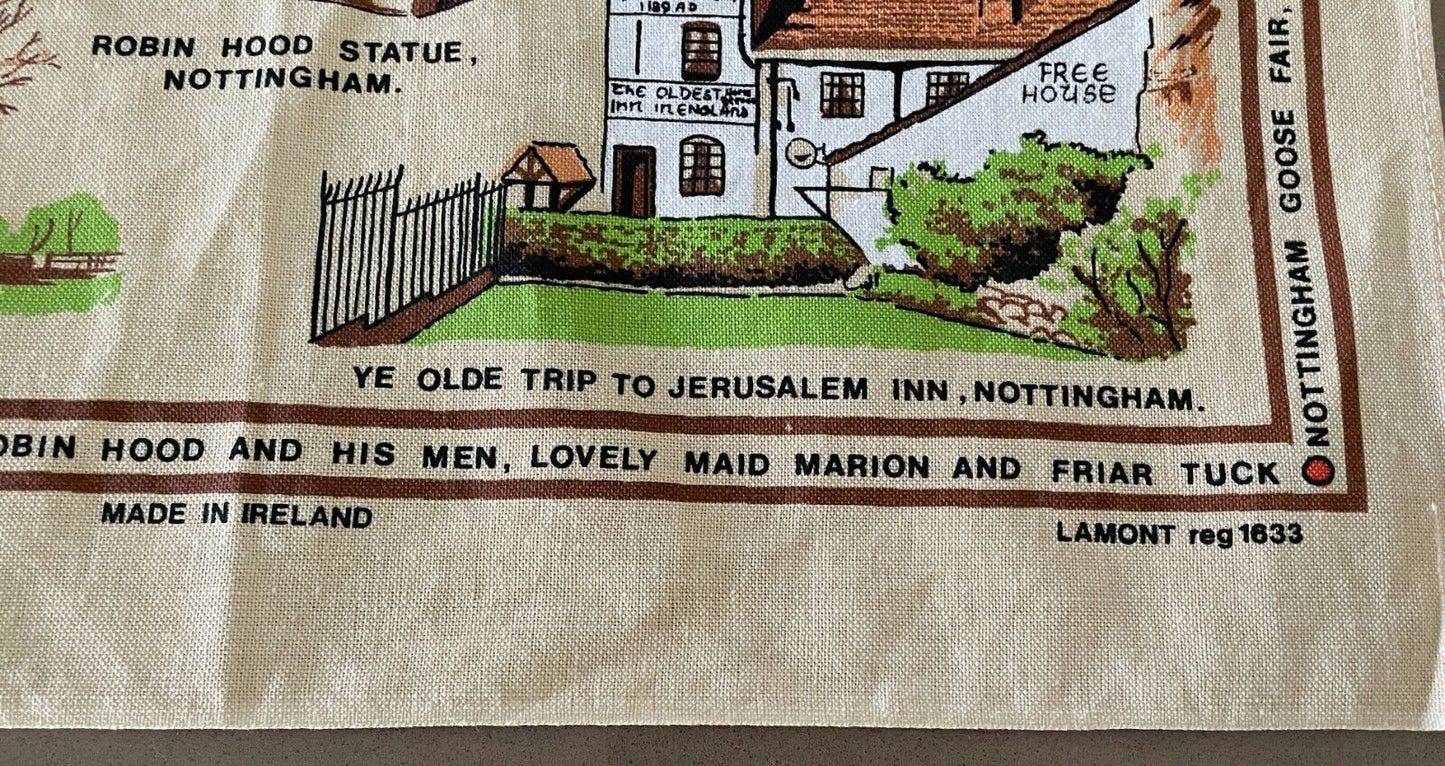 1189 AD
ROBIN HOOD STATUE,
NOTTINGHAM.
FREE
HOUSE
THE OLDEST
INN IN ENGLAND
YE OLDE TRIP TO JERUSALEM INN, NOTTINGHAM.
NOTTINGHAM GOOSE FAIR,
OBIN HOOD AND HIS MEN, LOVELY MAID MARION AND FRIAR TUCK
MADE IN IRELAND
LAMONT reg 1633